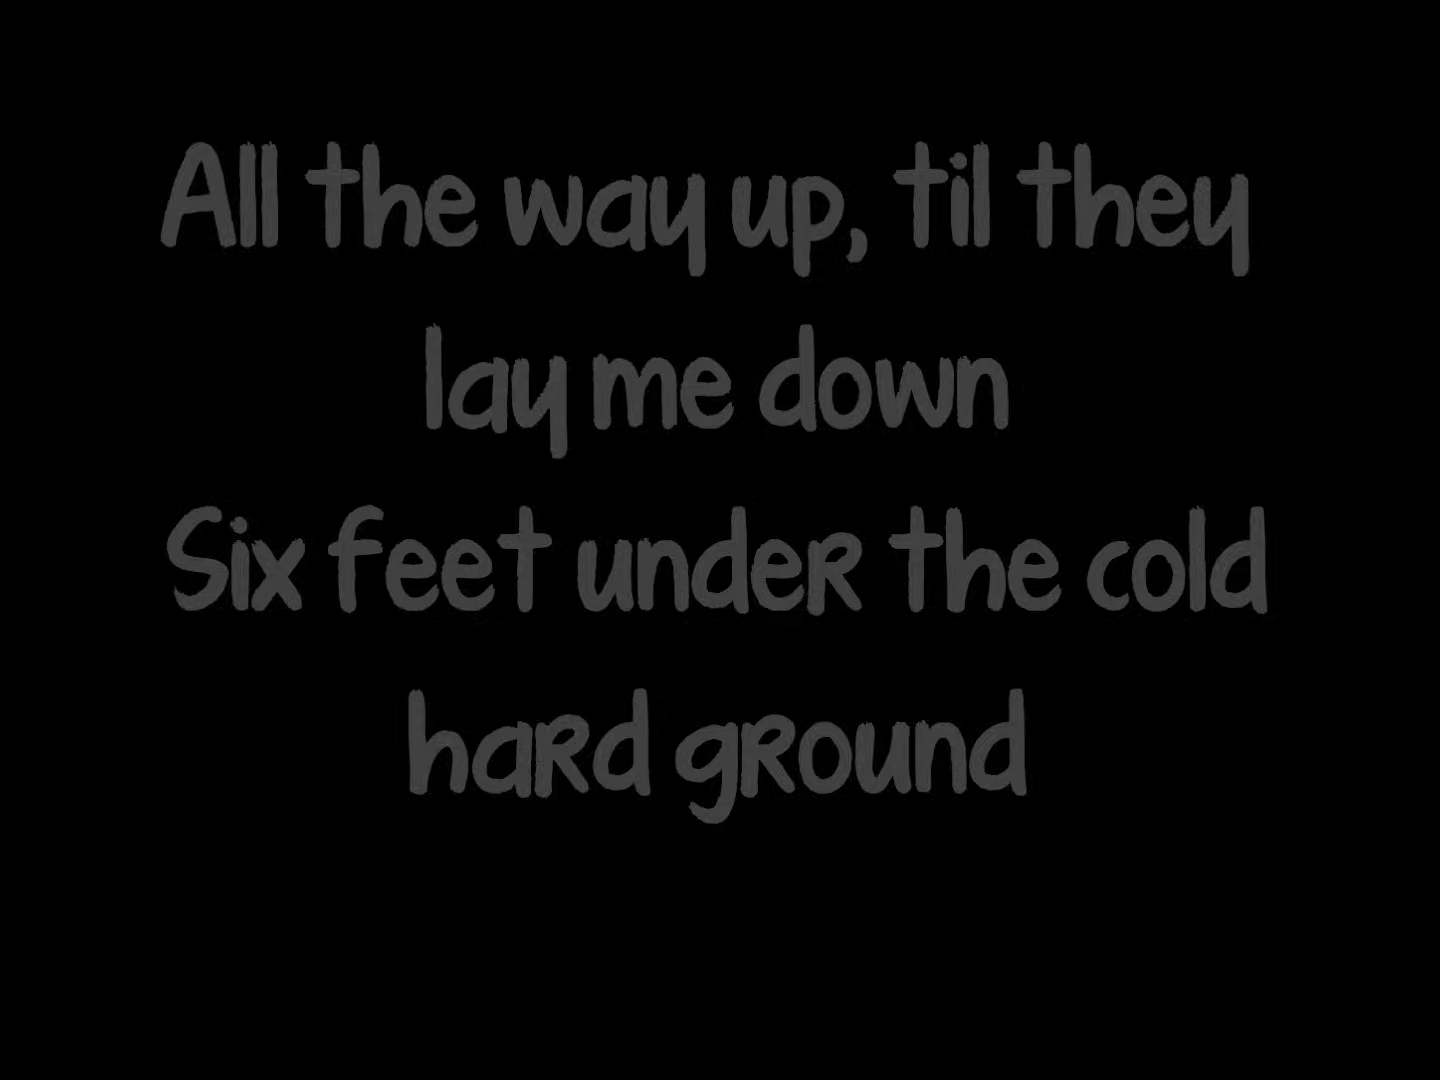 All the way up, til they
lay me down
Six feet under the cold
hard ground